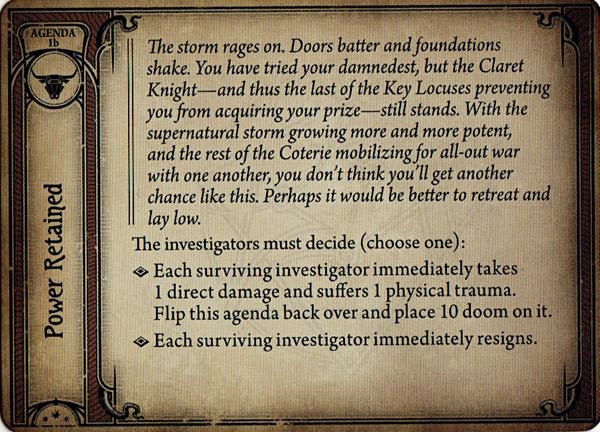 AGENDA
1b
Power Retained
The storm rages on. Doors batter and foundations
shake. You have tried your damnedest, but the Claret
Knight—and thus the last of the Key Locuses preventing
you from acquiring your prize—still stands. With the
supernatural storm growing more and more potent,
and the rest of the Coterie mobilizing for all-out war
with one another, you don't think you'll get another
chance like this. Perhaps it would be better to retreat and
lay low.
The investigators must decide (choose one):
Each surviving investigator immediately takes
1 direct damage and suffers 1 physical trauma.
Flip this agenda back over and place 10 doom on it.
Each surviving investigator immediately resigns.